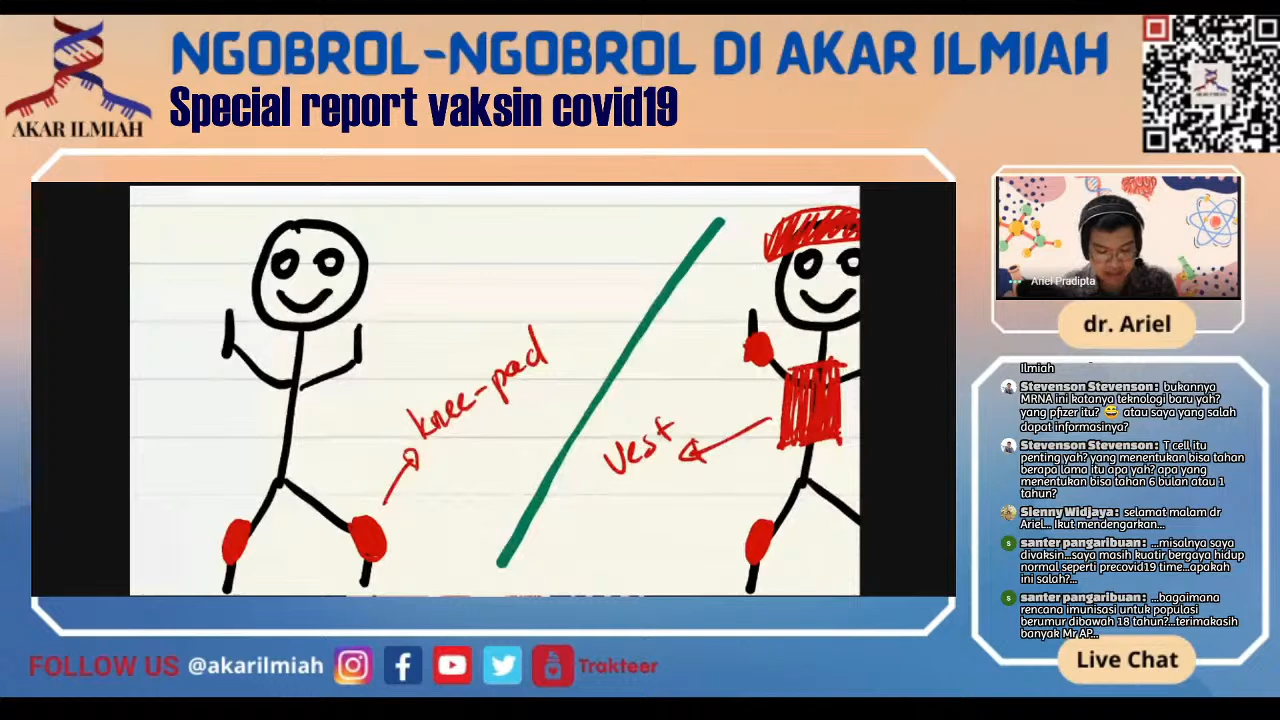 NGOBROL-NGOBROL DI AKAR ILMIAH
Special report vaksin covid19
AKAR ILMIAH
knee-pad
vest
Ariel Pradipta
dr. Ariel
Ilmiah
Stevenson Stevenson : bukannya
MRNA ini katanya teknologi baru yah?
yang pfizer itu? 😅 atau saya yang salah
dapat informasinya?
Stevenson Stevenson : T cell itu
penting yah? yang menentukan bisa tahan
berapa lama itu apa yah? apa yang
menentukan bisa tahan 6 bulan atau 1
tahun?
Sienny Widjaya : selamat malam dr
Ariel... Ikut mendengarkan...
s
santer pangaribuan : ...misalnya saya
divaksin...saya masih kuatir bergaya hidup
normal seperti precovid19 time...apakah
ini salah?...
s
santer pangaribuan : ...bagaimana
rencana imunisasi untuk populasi
berumur dibawah 18 tahun?...terimakasih
banyak Mr AP...
Live Chat
FOLLOW US @akarilmiah
Trakteer